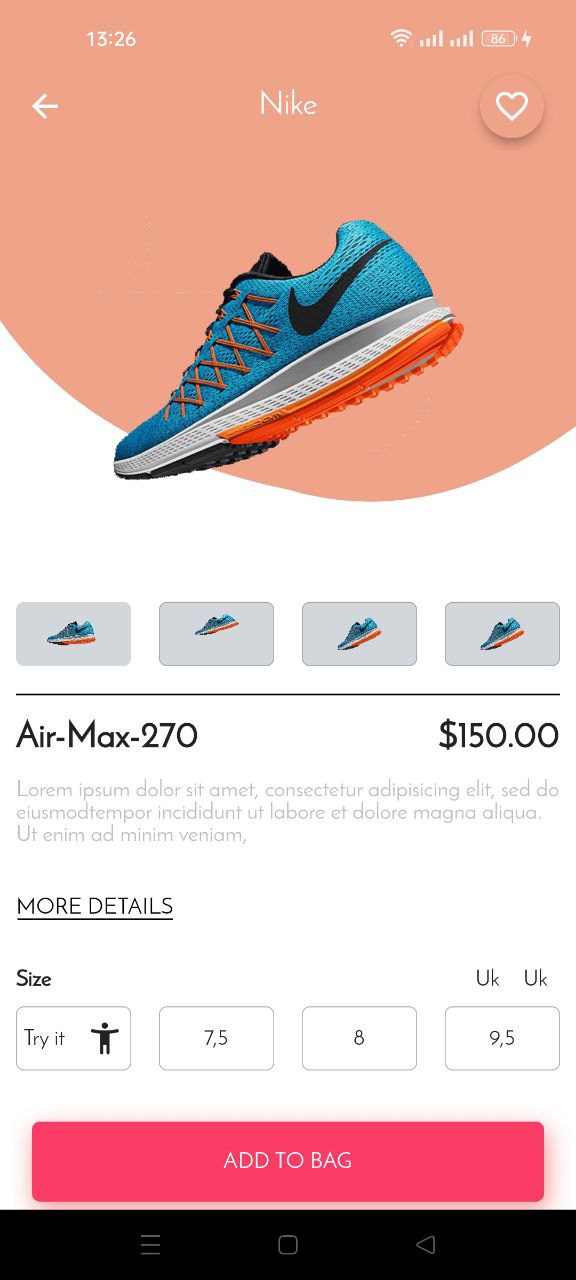 13:26
86
Nike
Air-Max-270
$150.00
Lorem ipsum dolor sit amet, consectetur adipisicing elit, sed do
eiusmodtempor incididunt ut labore et dolore magna aliqua.
Ut enim ad minim veniam,
MORE DETAILS
Size
Uk Uk
Try it
7,5
8
9,5
ADD TO BAG